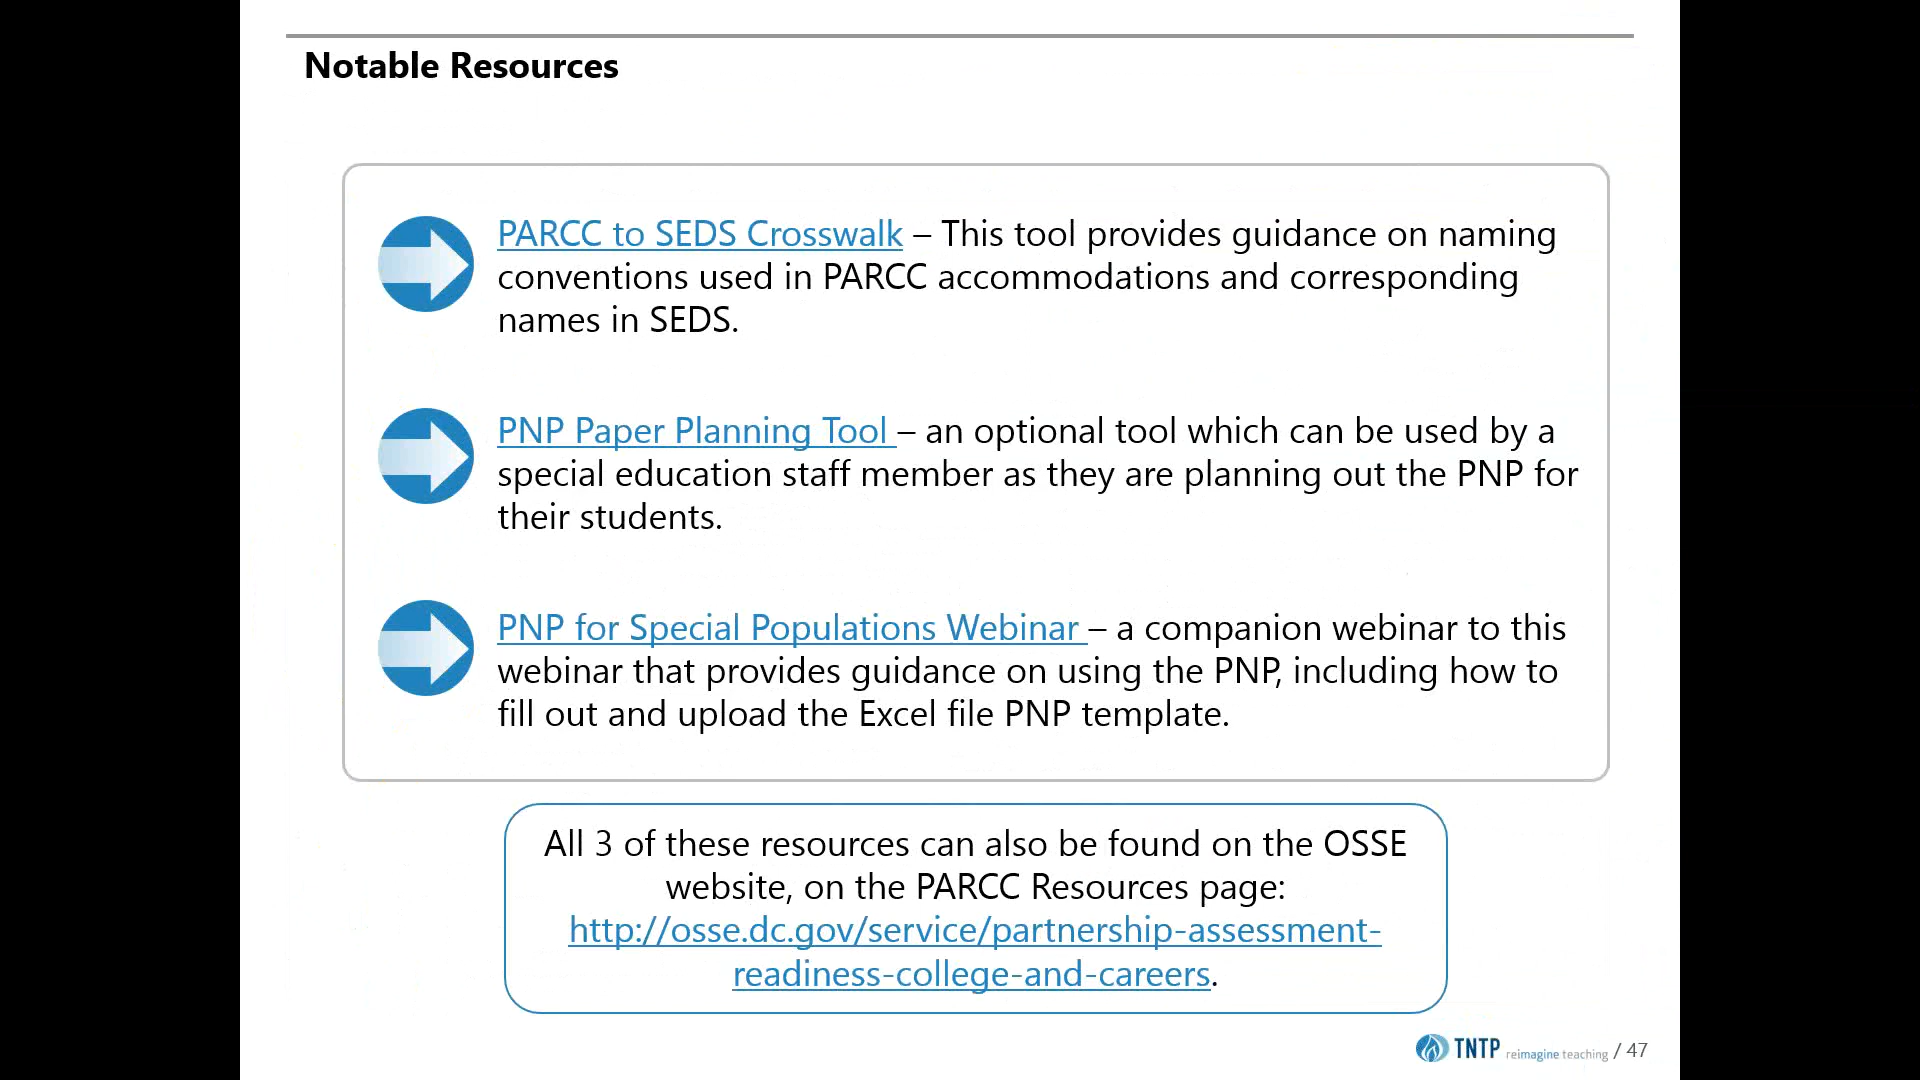 Notable Resources
PARCC to SEDS Crosswalk – This tool provides guidance on naming
conventions used in PARCC accommodations and corresponding
names in SEDS.
PNP Paper Planning Tool – an optional tool which can be used by a
special education staff member as they are planning out the PNP for
their students.
PNP for Special Populations Webinar – a companion webinar to this
webinar that provides guidance on using the PNP, including how to
fill out and upload the Excel file PNP template.
All 3 of these resources can also be found on the OSSE
website, on the PARCC Resources page:
http://osse.dc.gov/service/partnership-assessment-
readiness-college-and-careers.
TNTP reimagine teaching / 47